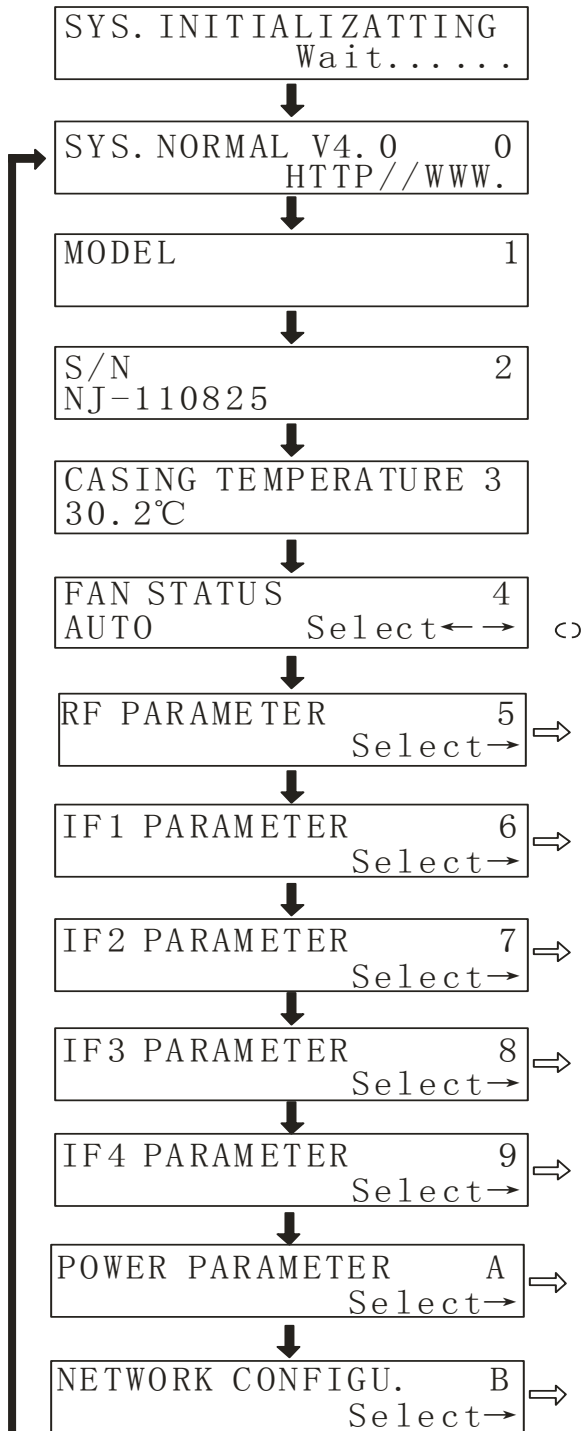 SYS. INITIALIZATTING
Wait......
SYS. NORMAL V4.0 0
HTTP//WWW.
MODEL 1
S/N 2
NJ-110825
CASING TEMPERATURE 3
30.2℃
FAN STATUS 4
AUTO Select←→
RF PARAMETER 5
Select→
IF1 PARAMETER 6
Select→
IF2 PARAMETER 7
Select→
IF3 PARAMETER 8
Select→
IF4 PARAMETER 9
Select→
POWER PARAMETER A
Select→
NETWORK CONFIGU. B
Select→